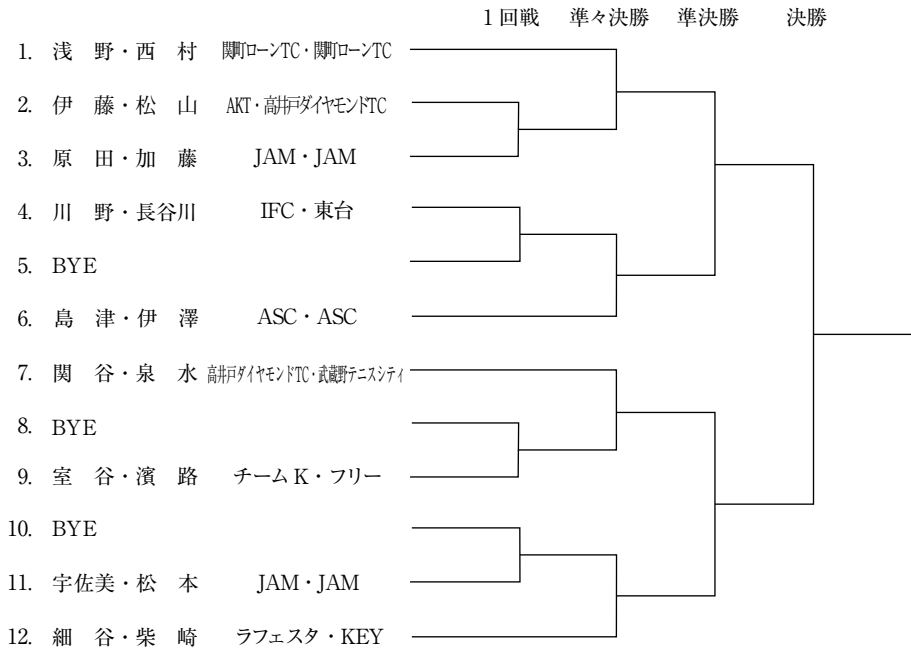 1回戦 準々決勝 準決勝 決勝
1. 浅 野・西 村 関町ローンTC・関町ローンTC
2. 伊 藤・松 山 AKT・高井戸ダイヤモンドTC
3. 原 田・加 藤 JAM・JAM
4. 川 野・長谷川 IFC・東台
5. BYE
6. 島 津・伊 澤 ASC・ASC
7. 関 谷・泉 水 高井戸ダイヤモンドTC・武蔵野テニスシティ
8. BYE
9. 室 谷・濱 路 チームK・フリー
10. BYE
11. 宇佐美・松 本 JAM・JAM
12. 細 谷・柴 崎 ラフェスタ・KEY